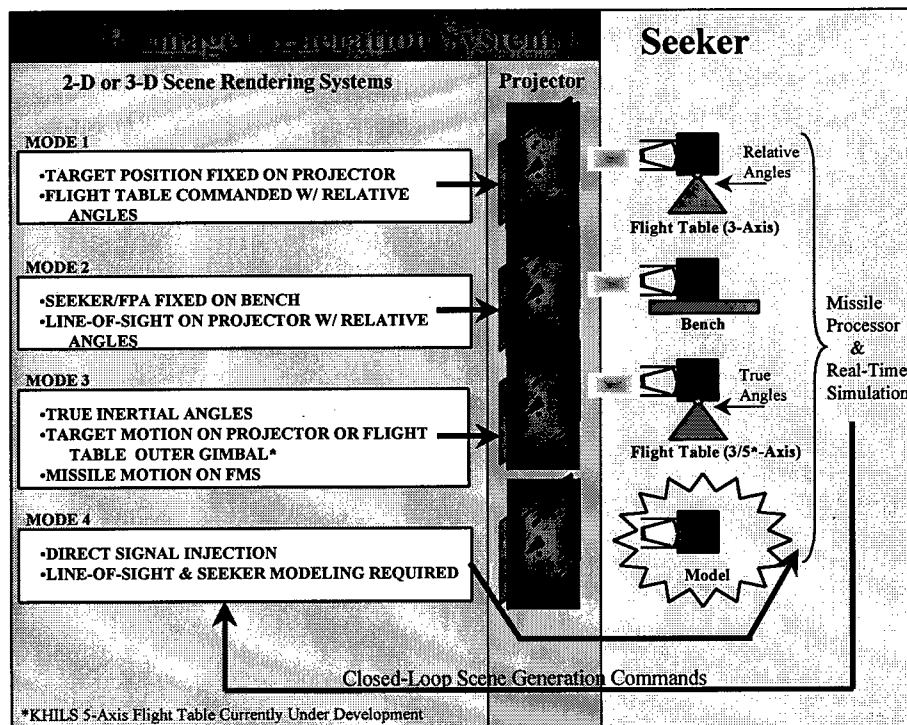 Image Generation System
Seeker
2-D or 3-D Scene Rendering Systems
Projector
MODE 1
•TARGET POSITION FIXED ON PROJECTOR
•FLIGHT TABLE COMMANDED W/ RELATIVE
ANGLES
Relative
Angles
Flight Table (3-Axis)
MODE 2
•SEEKER/FPA FIXED ON BENCH
•LINE-OF-SIGHT ON PROJECTOR W/ RELATIVE
ANGLES
Bench
Missile
Processor
&
Real-Time
Simulation
MODE 3
•TRUE INERTIAL ANGLES
•TARGET MOTION ON PROJECTOR OR FLIGHT
TABLE OUTER GIMBAL*
•MISSILE MOTION ON FMS
True
Angles
Flight Table (3/5*-Axis)
MODE 4
•DIRECT SIGNAL INJECTION
•LINE-OF-SIGHT & SEEKER MODELING REQUIRED
Model
Closed-Loop Scene Generation Commands
*KHILS 5-Axis Flight Table Currently Under Development